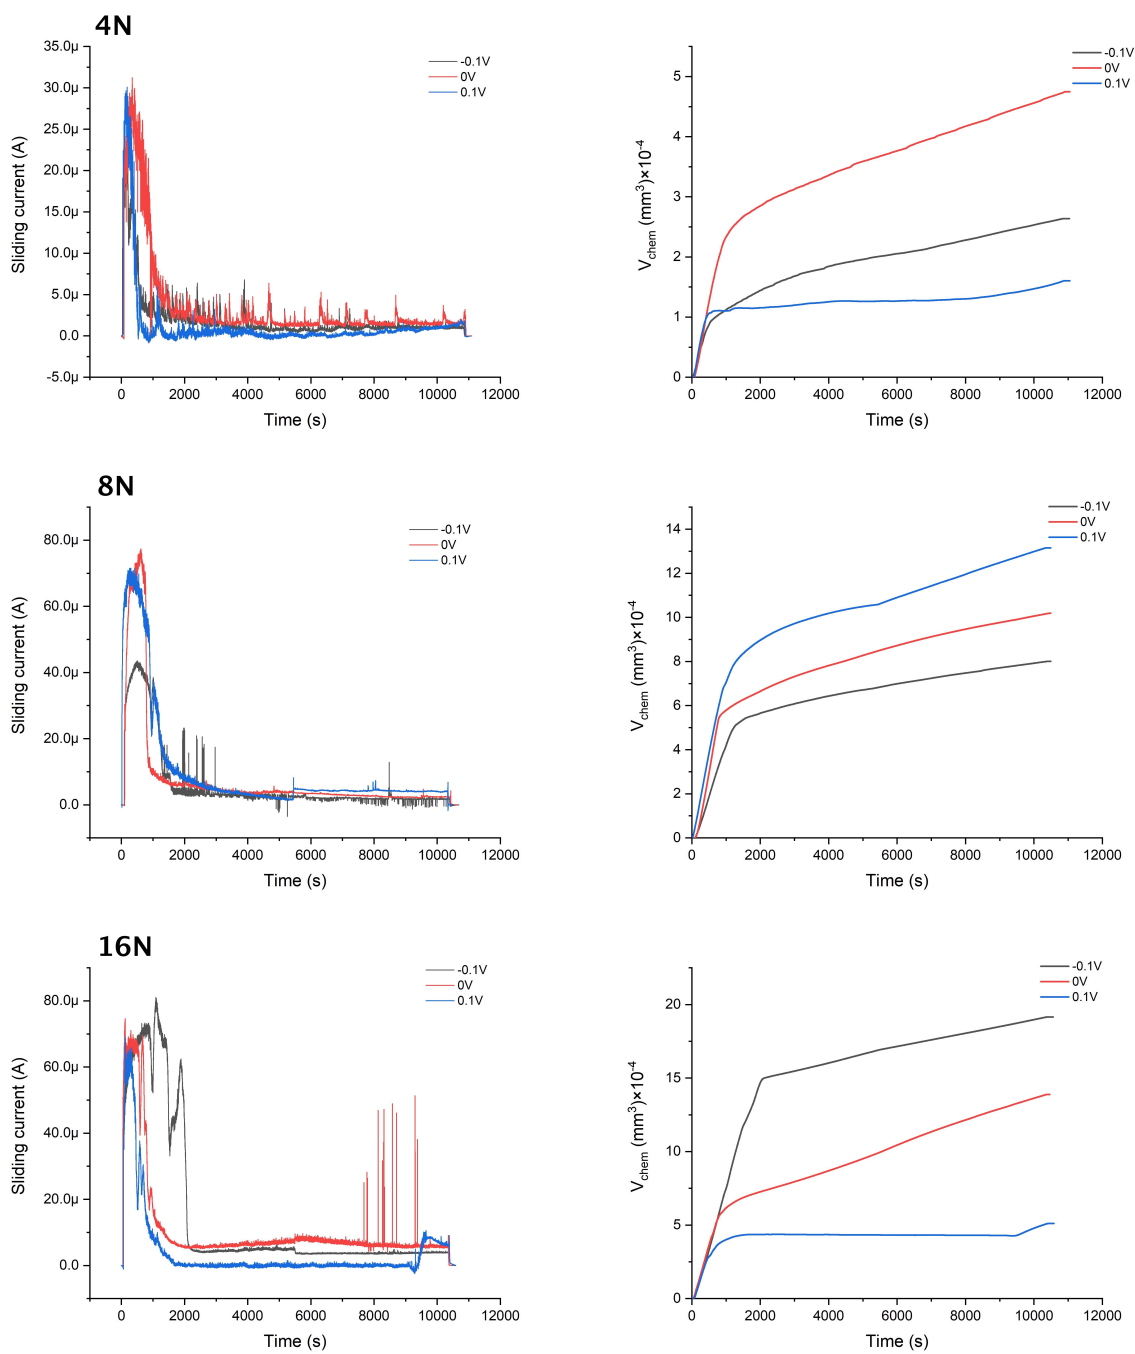 4N
35.0μ
30.0μ
25.0μ
20.0μ
15.0μ
10.0μ
5.0μ
0.0
-5.0μ
Sliding current (A)
0 2000 4000 6000 8000 10000 12000
Time (s)
-0.1V
0V
0.1V
5
4
3
2
1
0
Vchem (mm³)×10⁻⁴
0 2000 4000 6000 8000 10000 12000
Time (s)
-0.1V
0V
0.1V
8N
80.0μ
60.0μ
40.0μ
20.0μ
0.0
Sliding current (A)
0 2000 4000 6000 8000 10000 12000
Time (s)
-0.1V
0V
0.1V
14
12
10
8
6
4
2
0
Vchem (mm³)×10⁻⁴
0 2000 4000 6000 8000 10000 12000
Time (s)
-0.1V
0V
0.1V
16N
80.0μ
60.0μ
40.0μ
20.0μ
0.0
Sliding current (A)
0 2000 4000 6000 8000 10000 12000
Time (s)
-0.1V
0V
0.1V
20
15
10
5
0
Vchem (mm³)×10⁻⁴
0 2000 4000 6000 8000 10000 12000
Time (s)
-0.1V
0V
0.1V